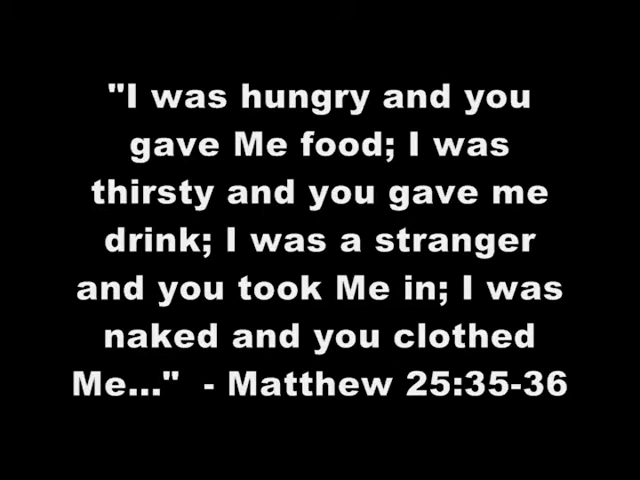 "I was hungry and you
gave Me food; I was
thirsty and you gave me
drink; I was a stranger
and you took Me in; I was
naked and you clothed
Me..."  - Matthew 25:35-36